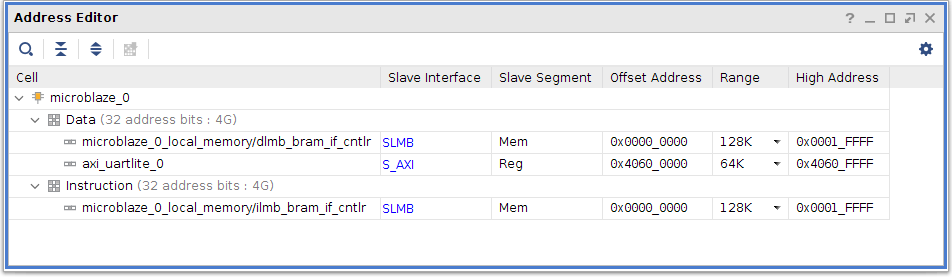 Address Editor
Cell Slave Interface Slave Segment Offset Address Range High Address
microblaze_0
Data (32 address bits : 4G)
microblaze_0_local_memory/dlmb_bram_if_cntlr SLMB Mem 0x0000_0000 128K 0x0001_FFFF
axi_uartlite_0 S_AXI Reg 0x4060_0000 64K 0x4060_FFFF
Instruction (32 address bits : 4G)
microblaze_0_local_memory/ilmb_bram_if_cntlr SLMB Mem 0x0000_0000 128K 0x0001_FFFF